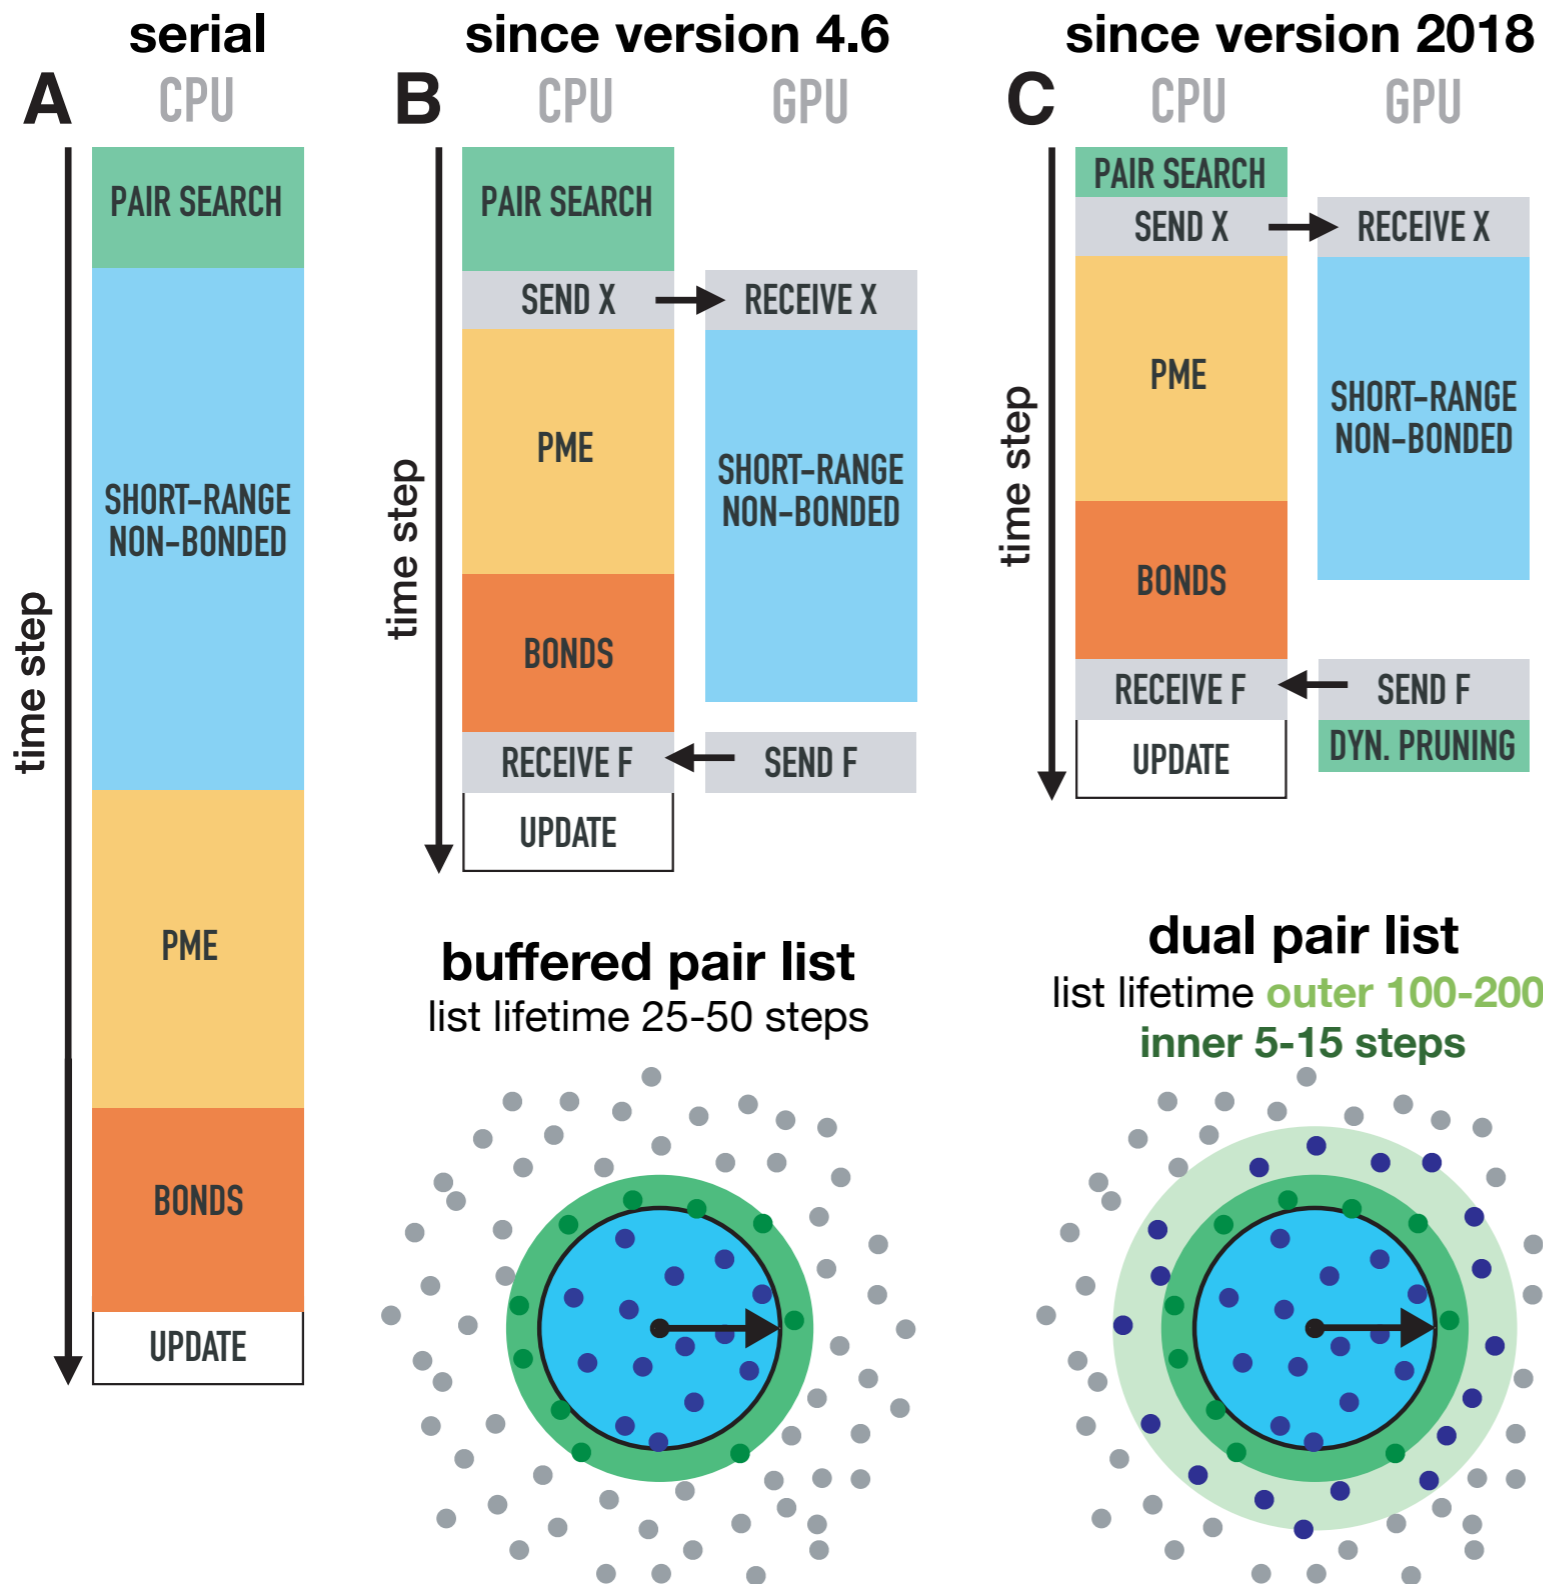 serial
since version 4.6
since version 2018
A
CPU
B
CPU
GPU
C
CPU
GPU
time step
PAIR SEARCH
SHORT-RANGE
NON-BONDED
PME
BONDS
UPDATE
time step
PAIR SEARCH
SEND X
RECEIVE X
PME
SHORT-RANGE
NON-BONDED
BONDS
RECEIVE F
SEND F
UPDATE
time step
PAIR SEARCH
SEND X
RECEIVE X
PME
SHORT-RANGE
NON-BONDED
BONDS
RECEIVE F
SEND F
UPDATE
DYN. PRUNING
buffered pair list
list lifetime 25-50 steps
dual pair list
list lifetime outer 100-200
inner 5-15 steps